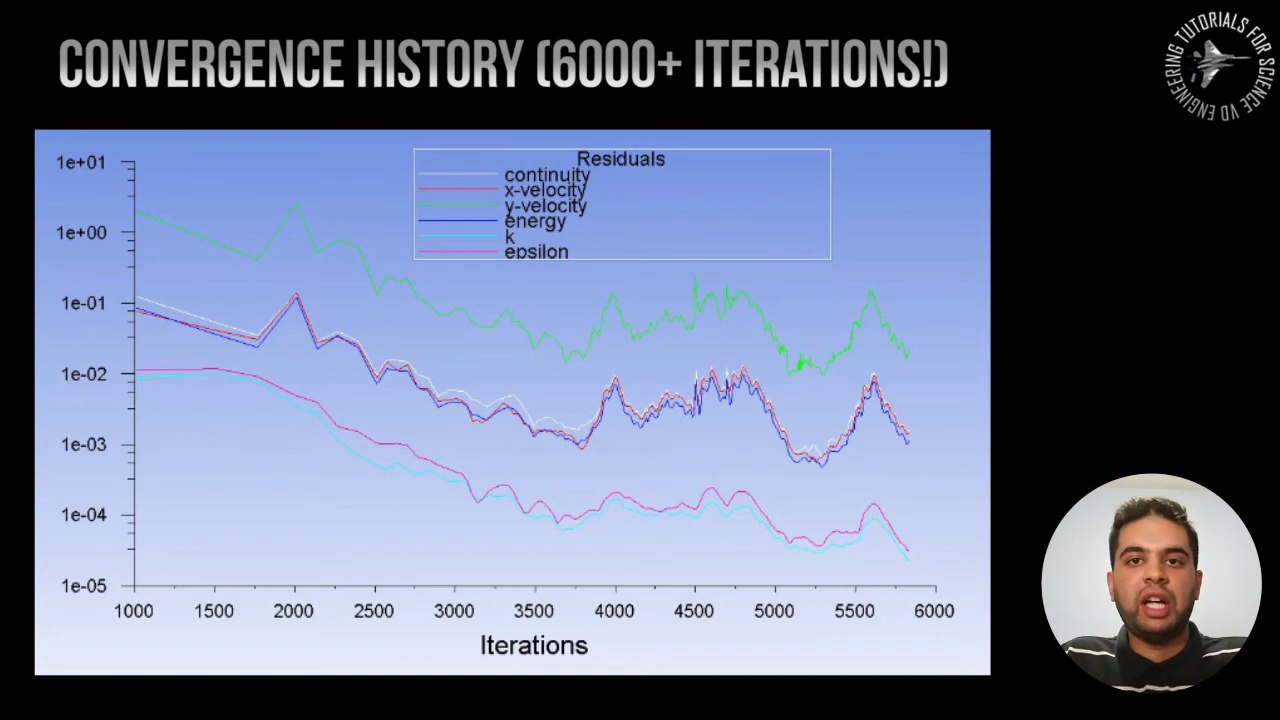 CONVERGENCE HISTORY (6000+ ITERATIONS!)
ENGINEERING TUTORIALS FOR SCIENCE VD
Residuals
continuity
x-velocity
y-velocity
energy
k
epsilon
1e+01
1e+00
1e-01
1e-02
1e-03
1e-04
1e-05
1000 1500 2000 2500 3000 3500 4000 4500 5000 5500 6000
Iterations